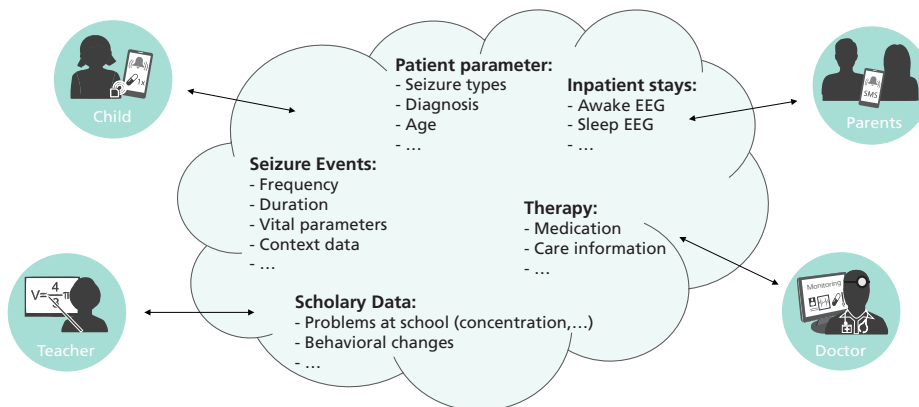 Patient parameter:
- Seizure types
- Diagnosis
- Age
- ...
Inpatient stays:
- Awake EEG
- Sleep EEG
- ...
1x
Child
SMS
Parents
Seizure Events:
- Frequency
- Duration
- Vital parameters
- Context data
- ...
Therapy:
- Medication
- Care information
- ...
V=4/3π
Teacher
Scholary Data:
- Problems at school (concentration,...)
- Behavioral changes
- ...
Monitoring
Doctor